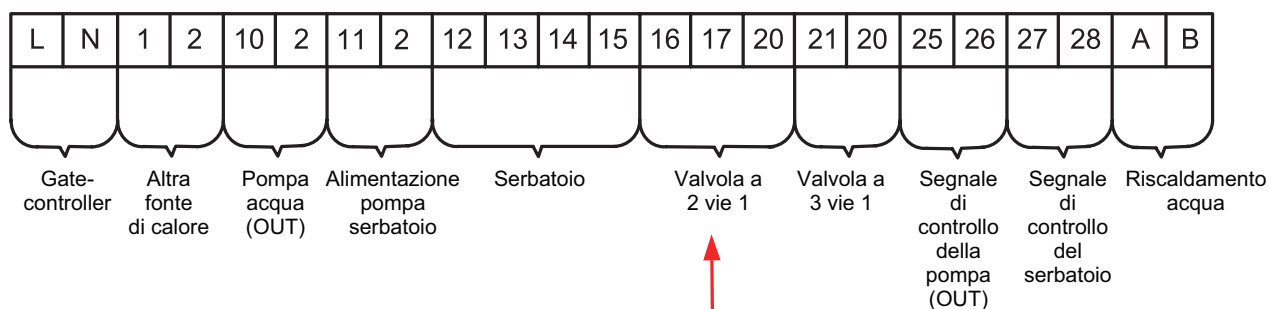 L N 1 2 10 2 11 2 12 13 14 15 16 17 20 21 20 25 26 27 28 A B
Gate-
controller
Altra
fonte
di calore
Pompa
acqua
(OUT)
Alimentazione
pompa
serbatoio
Serbatoio
Valvola a
2 vie 1
Valvola a
3 vie 1
Segnale
di
controllo
della
pompa
(OUT)
Segnale
di
controllo
del
serbatoio
Riscaldamento
acqua